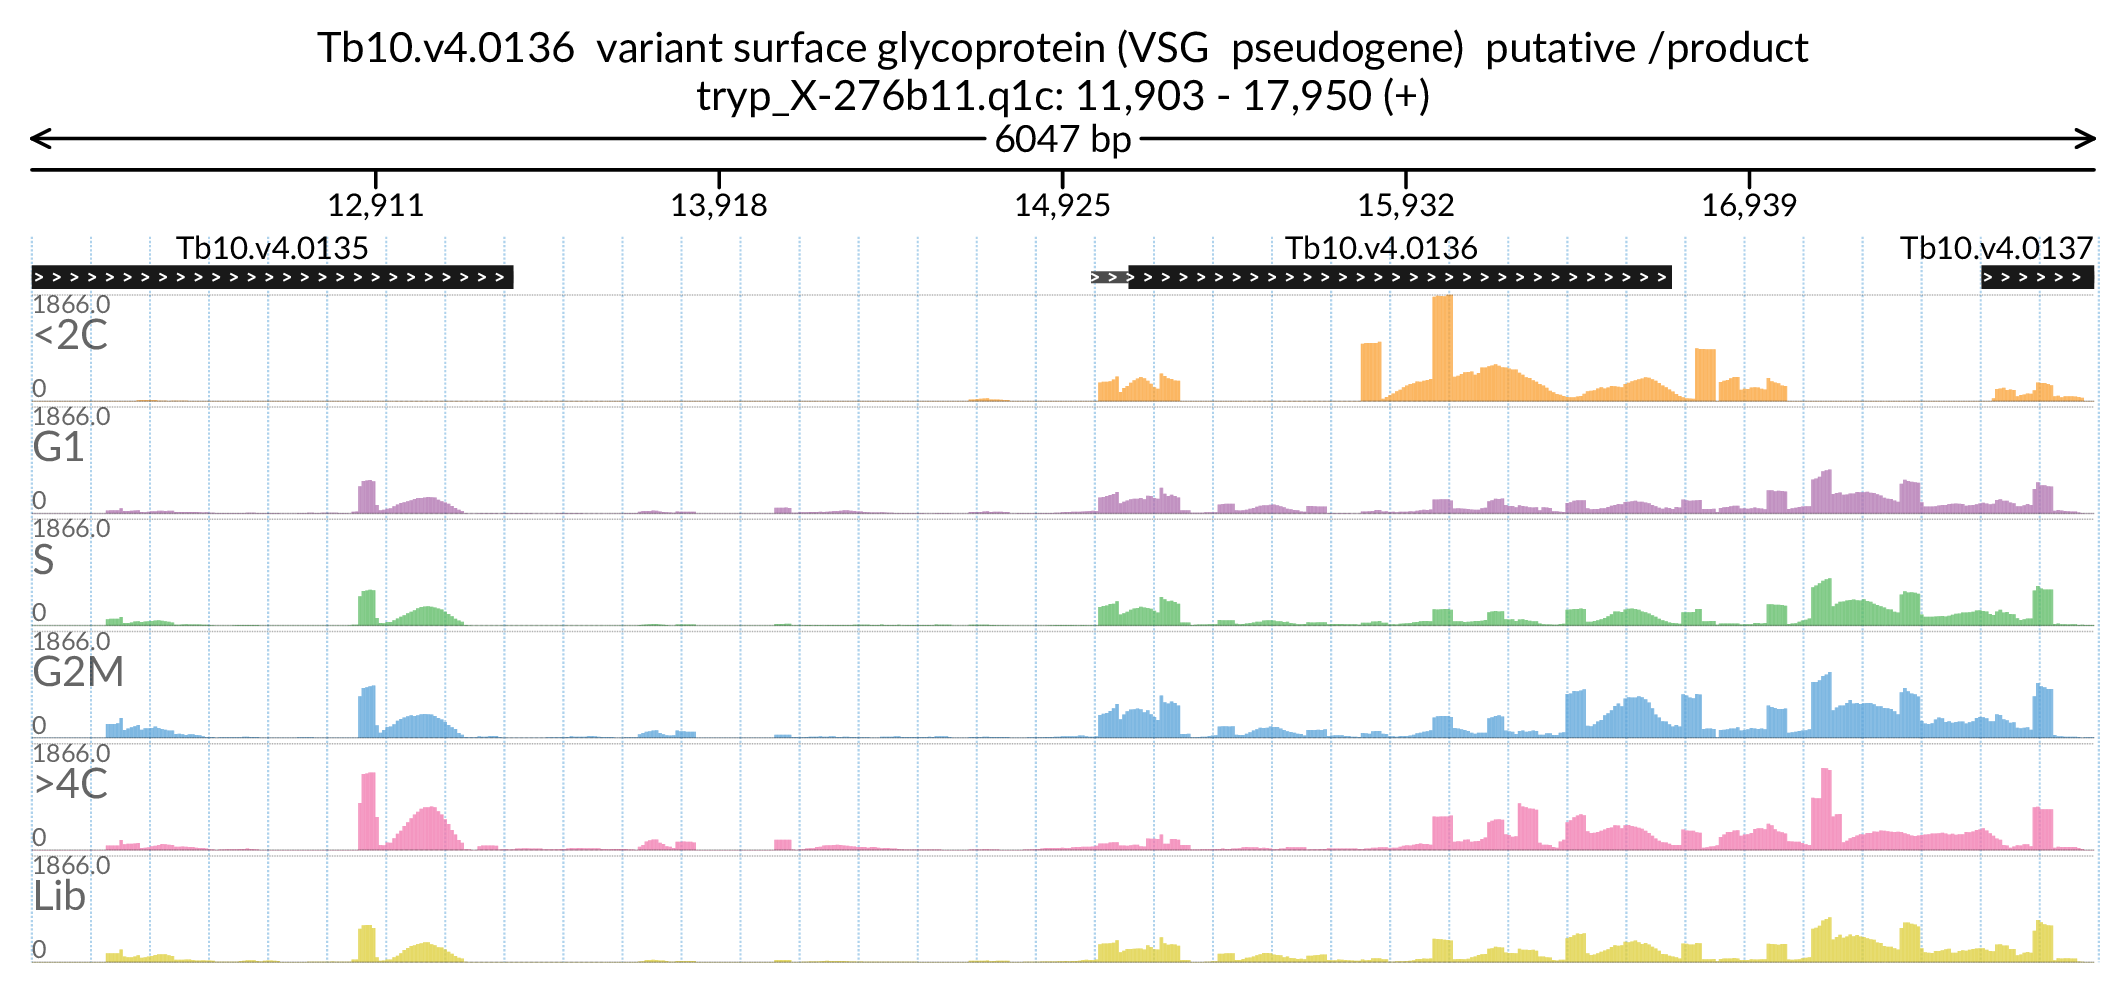 Tb10.v4.0136 variant surface glycoprotein (VSG pseudogene) putative /product
tryp_X-276b11.q1c: 11,903 - 17,950 (+)
6047 bp
12,911 13,918 14,925 15,932 16,939
Tb10.v4.0135 Tb10.v4.0136 Tb10.v4.0137
1866.0
<2C
0
1866.0
G1
0
1866.0
S
0
1866.0
G2M
0
1866.0
>4C
0
1866.0
Lib
0